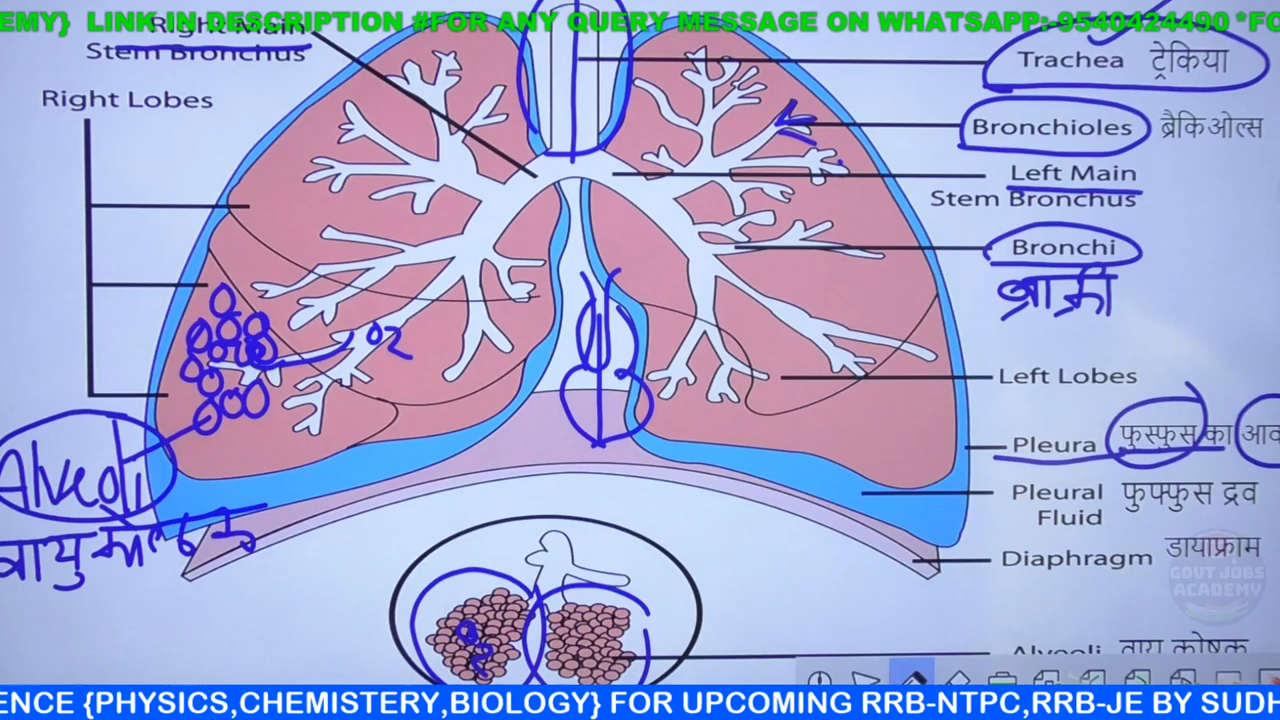 EMY} LINK IN DESCRIPTION #FOR ANY QUERY MESSAGE ON WHATSAPP:-9540424490 *FO
Right Main
Stem Bronchus
Right Lobes
Trachea ट्रेकिया
Bronchioles ब्रैकिओल्स
Left Main
Stem Bronchus
Bronchi
O2
Left Lobes
Pleura फुस्फुस का आव
Alveoli
Pleural फुफ्फुस द्रव
Fluid
Diaphragm डायाफ्राम
GOVT JOBS
ACADEMY
Alveoli वायु कोषक
ENCE {PHYSICS,CHEMISTERY,BIOLOGY} FOR UPCOMING RRB-NTPC,RRB-JE BY SUDH